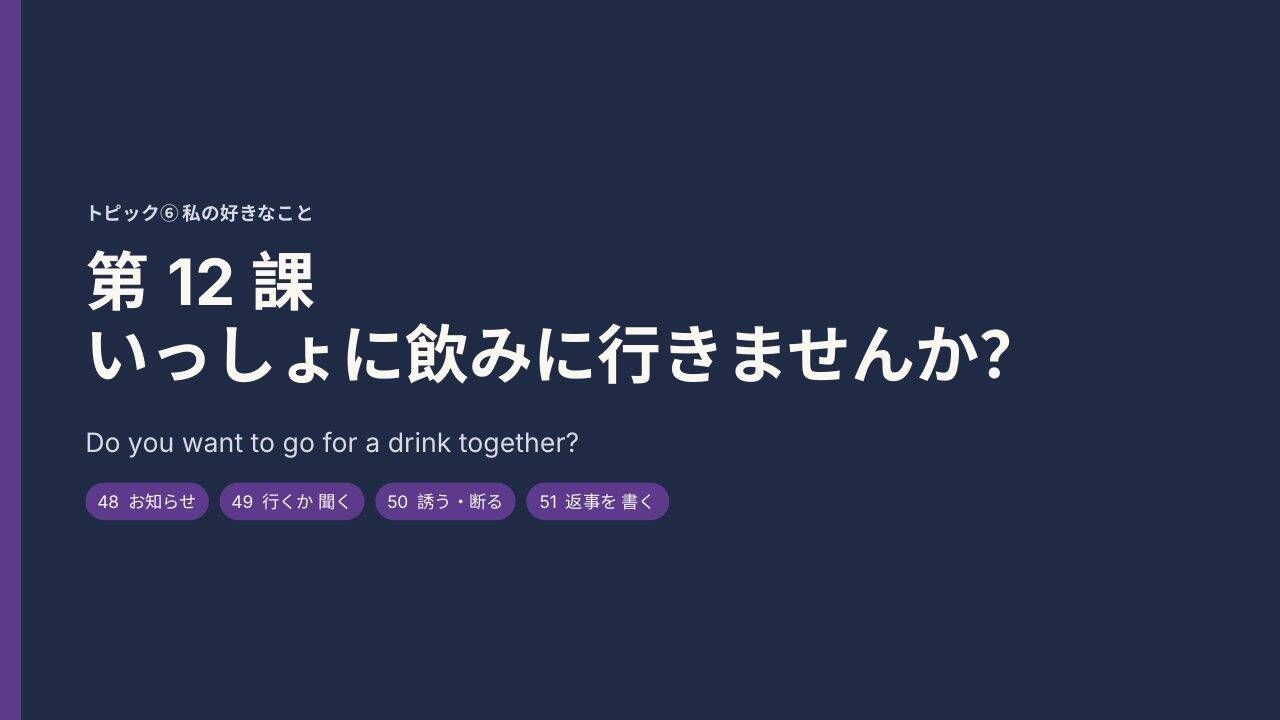 トピック⑥ 私の好きなこと
第 12 課
いっしょに飲みに行きませんか?
Do you want to go for a drink together?
48 お知らせ 49 行くか 聞く 50 誘う・断る 51 返事を 書く